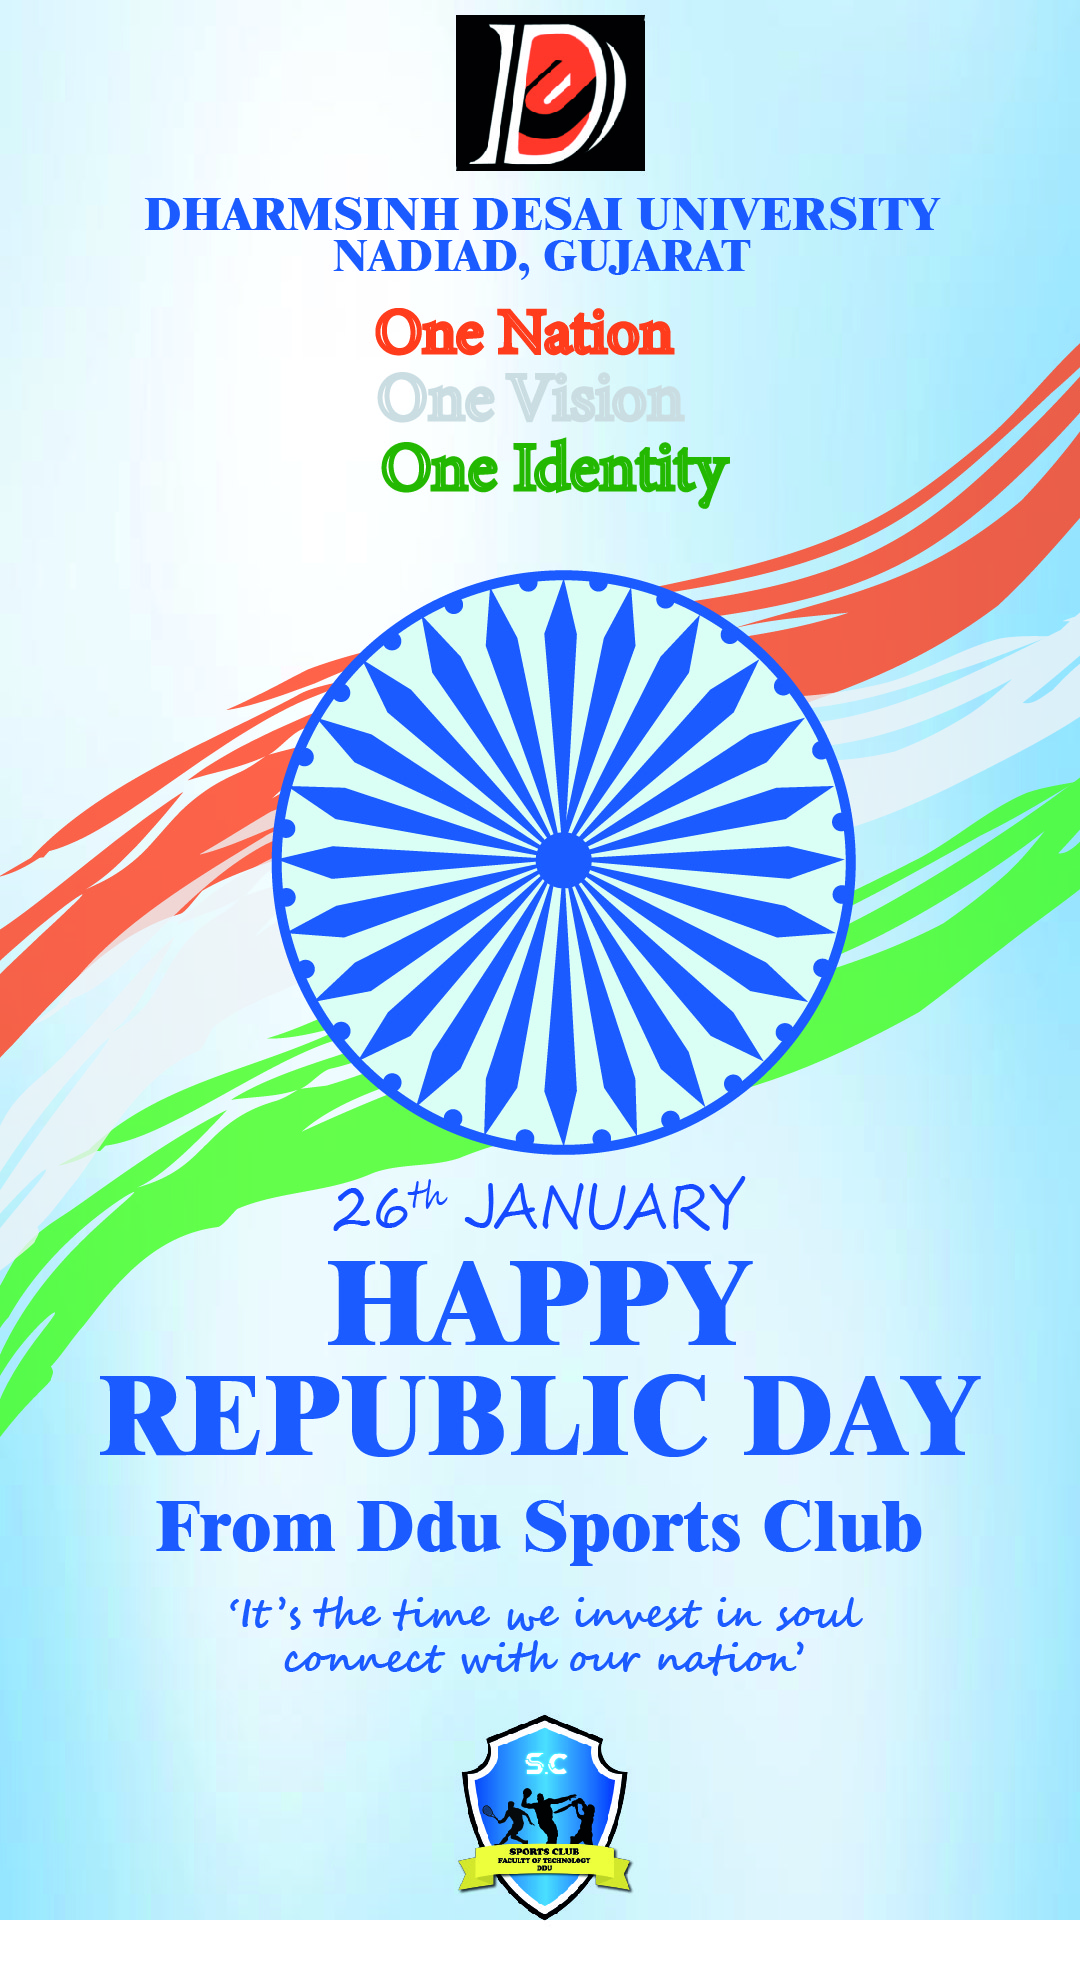 DHARMSINH DESAI UNIVERSITY
NADIAD, GUJARAT
One Nation
One Vision
One Identity
26th JANUARY
HAPPY
REPUBLIC DAY
From Ddu Sports Club
‘It’s the time we invest in soul
connect with our nation’
S.C
SPORTS CLUB
FACULTY OF TECHNOLOGY
DDU